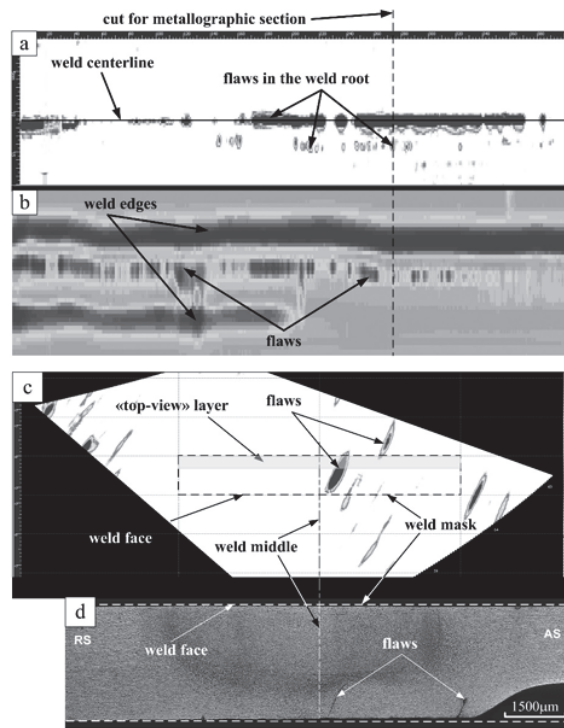 cut for metallographic section
a
weld centerline
flaws in the weld root
b
weld edges
flaws
c
«top-view» layer
flaws
weld face
weld middle
weld mask
d
RS
weld face
flaws
AS
1500µm